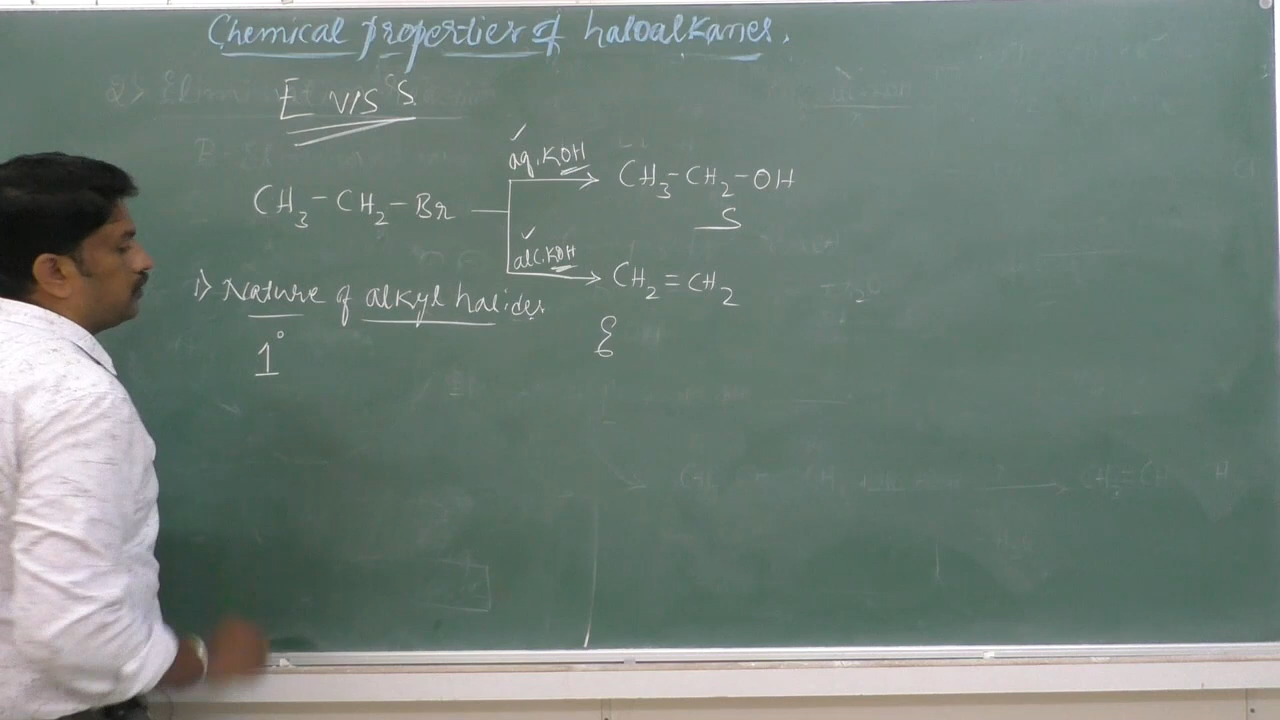 Chemical properties of haloalkanes.
E V/S S
CH₃-CH₂-Br
aq. KOH
CH₃-CH₂-OH
S
alc. KOH
CH₂=CH₂
E
1) Nature of alkyl halides
1°